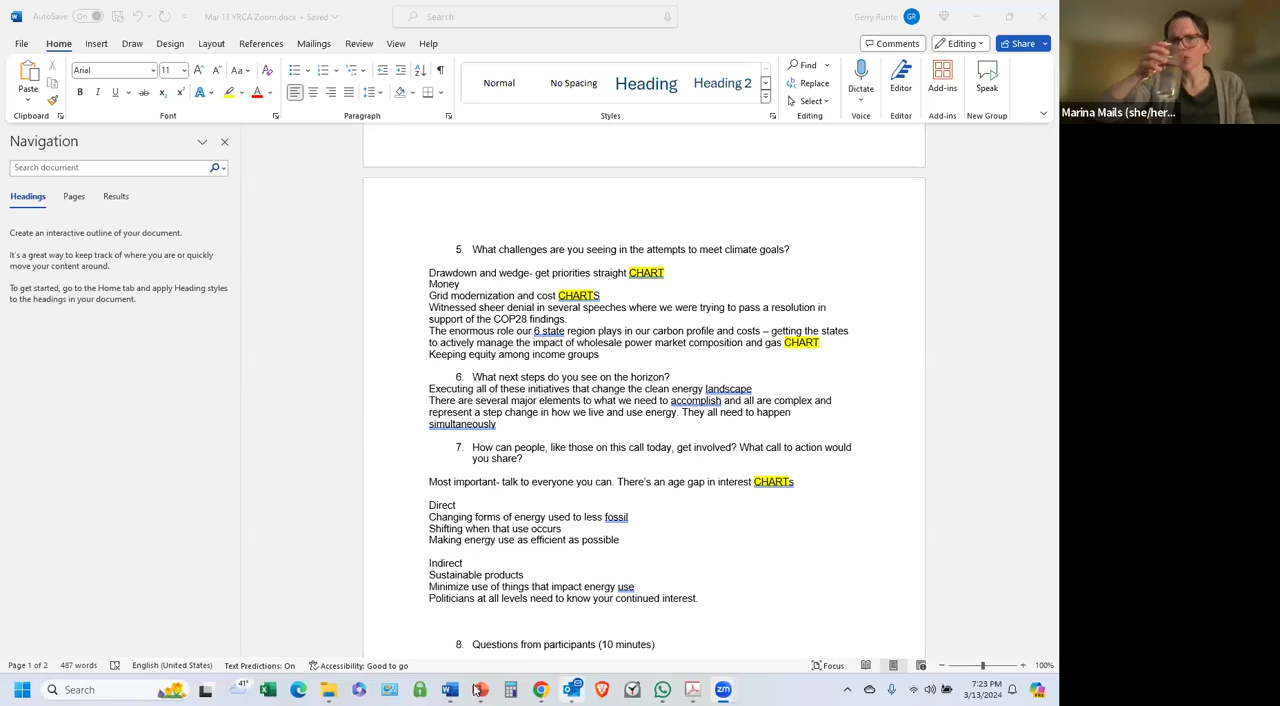 AutoSave
On
Mar 13 VRCA Zoom.docx • Saved
Search
Gerry Runte
GR
File Home Insert Draw Design Layout References Mailings Review View Help
Comments Editing Share
Paste
Clipboard
Arial 11
Font
Paragraph
Normal No Spacing Heading Heading 2
Styles
Find
Replace
Select
Editing
Dictate
Voice
Editor
Editor
Add-ins
Add-ins
Speak
New Group
Marina Mails (she/her...
Navigation
Search document
Headings Pages Results
Create an interactive outline of your document.
It's a great way to keep track of where you are or quickly
move your content around.
To get started, go to the Home tab and apply Heading styles
to the headings in your document.
5. What challenges are you seeing in the attempts to meet climate goals?
Drawdown and wedge- get priorities straight CHART
Money
Grid modernization and cost CHARTS
Witnessed sheer denial in several speeches where we were trying to pass a resolution in
support of the COP28 findings.
The enormous role our 6 state region plays in our carbon profile and costs – getting the states
to actively manage the impact of wholesale power market composition and gas CHART
Keeping equity among income groups
6. What next steps do you see on the horizon?
Executing all of these initiatives that change the clean energy landscape
There are several major elements to what we need to accomplish and all are complex and
represent a step change in how we live and use energy. They all need to happen
simultaneously
7. How can people, like those on this call today, get involved? What call to action would
you share?
Most important- talk to everyone you can. There's an age gap in interest CHARTs
Direct
Changing forms of energy used to less fossil
Shifting when that use occurs
Making energy use as efficient as possible
Indirect
Sustainable products
Minimize use of things that impact energy use
Politicians at all levels need to know your continued interest.
8. Questions from participants (10 minutes)
Page 1 of 2 487 words English (United States) Text Predictions: On Accessibility: Good to go
Focus
100%
Search
41°
zm
7:23 PM
3/13/2024